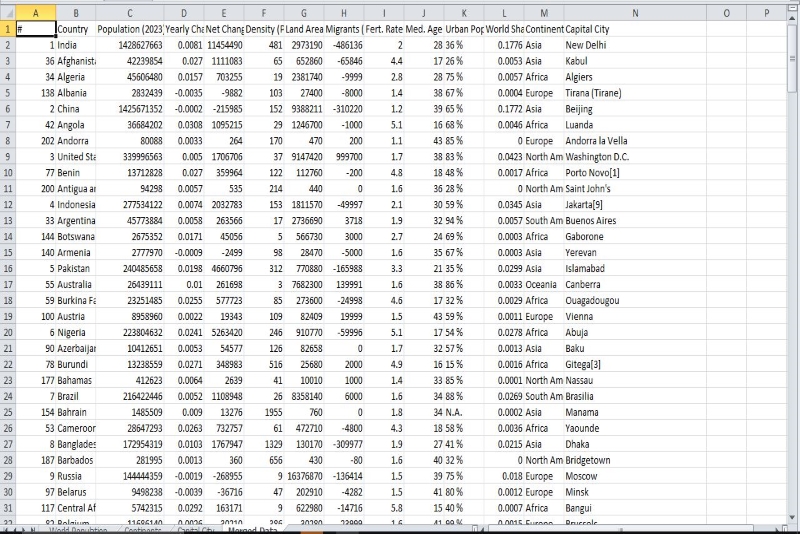 A B C D E F G H I J K L M N O P
1 # Country Population (2023) Yearly Ch Net Chang Density (P Land Area Migrants ( Fert. Rate Med. Age Urban Pop World Sha Continent Capital City
2 1 India 1428627663 0.0081 11454490 481 2973190 -486136 2 28 36 % 0.1776 Asia New Delhi
3 36 Afghanist 42239854 0.027 1111083 65 652860 -65846 4.4 17 26 % 0.0053 Asia Kabul
4 34 Algeria 45606480 0.0157 703255 19 2381740 -9999 2.8 28 75 % 0.0057 Africa Algiers
5 138 Albania 2832439 -0.0035 -9882 103 27400 -8000 1.4 38 67 % 0.0004 Europe Tirana (Tirane)
6 2 China 1425671352 -0.0002 -215985 152 9388211 -310220 1.2 39 65 % 0.1772 Asia Beijing
7 42 Angola 36684202 0.0308 1095215 29 1246700 -1000 5.1 16 68 % 0.0046 Africa Luanda
8 202 Andorra 80088 0.0033 264 170 470 200 1.1 43 85 % 0 Europe Andorra la Vella
9 3 United Sta 339996563 0.005 1706706 37 9147420 999700 1.7 38 83 % 0.0423 North Am Washington D.C.
10 77 Benin 13712828 0.027 359964 122 112760 -200 4.8 18 48 % 0.0017 Africa Porto Novo[1]
11 200 Antigua ar 94298 0.0057 535 214 440 0 1.6 36 28 % 0 North Am Saint John's
12 4 Indonesia 277534122 0.0074 2032783 153 1811570 -49997 2.1 30 59 % 0.0345 Asia Jakarta[9]
13 33 Argentina 45773884 0.0058 263566 17 2736690 3718 1.9 32 94 % 0.0057 South Am Buenos Aires
14 144 Botswana 2675352 0.0171 45056 5 566730 3000 2.7 24 69 % 0.0003 Africa Gaborone
15 140 Armenia 2777970 -0.0009 -2499 98 28470 -5000 1.6 35 67 % 0.0003 Asia Yerevan
16 5 Pakistan 240485658 0.0198 4660796 312 770880 -165988 3.3 21 35 % 0.0299 Asia Islamabad
17 55 Australia 26439111 0.01 261698 3 7682300 139991 1.6 38 86 % 0.0033 Oceania Canberra
18 59 Burkina Fa 23251485 0.0255 577723 85 273600 -24998 4.6 17 32 % 0.0029 Africa Ouagadougou
19 100 Austria 8958960 0.0022 19343 109 82409 19999 1.5 43 59 % 0.0011 Europe Vienna
20 6 Nigeria 223804632 0.0241 5263420 246 910770 -59996 5.1 17 54 % 0.0278 Africa Abuja
21 90 Azerbaijar 10412651 0.0053 54577 126 82658 0 1.7 32 57 % 0.0013 Asia Baku
22 78 Burundi 13238559 0.0271 348983 516 25680 2000 4.9 16 15 % 0.0016 Africa Gitega[3]
23 177 Bahamas 412623 0.0064 2639 41 10010 1000 1.4 33 85 % 0.0001 North Am Nassau
24 7 Brazil 216422446 0.0052 1108948 26 8358140 6000 1.6 34 88 % 0.0269 South Am Brasilia
25 154 Bahrain 1485509 0.009 13276 1955 760 0 1.8 34 N.A. 0.0002 Asia Manama
26 53 Cameroor 28647293 0.0263 732757 61 472710 -4800 4.3 18 58 % 0.0036 Africa Yaounde
27 8 Banglades 172954319 0.0103 1767947 1329 130170 -309977 1.9 27 41 % 0.0215 Asia Dhaka
28 187 Barbados 281995 0.0013 360 656 430 -80 1.6 40 32 % 0 North Am Bridgetown
29 9 Russia 144444359 -0.0019 -268955 9 16376870 -136414 1.5 39 75 % 0.018 Europe Moscow
30 97 Belarus 9498238 -0.0039 -36716 47 202910 -4282 1.5 41 80 % 0.0012 Europe Minsk
31 117 Central Af 5742315 0.0292 163171 9 622980 -14716 5.8 15 40 % 0.0007 Africa Bangui
32 82 Belgium 11686140 0.0026 30210 386 30280 23999 1.6 41 99 % 0.0015 Europe Brussels
World Population Continents Capital City Merged Data